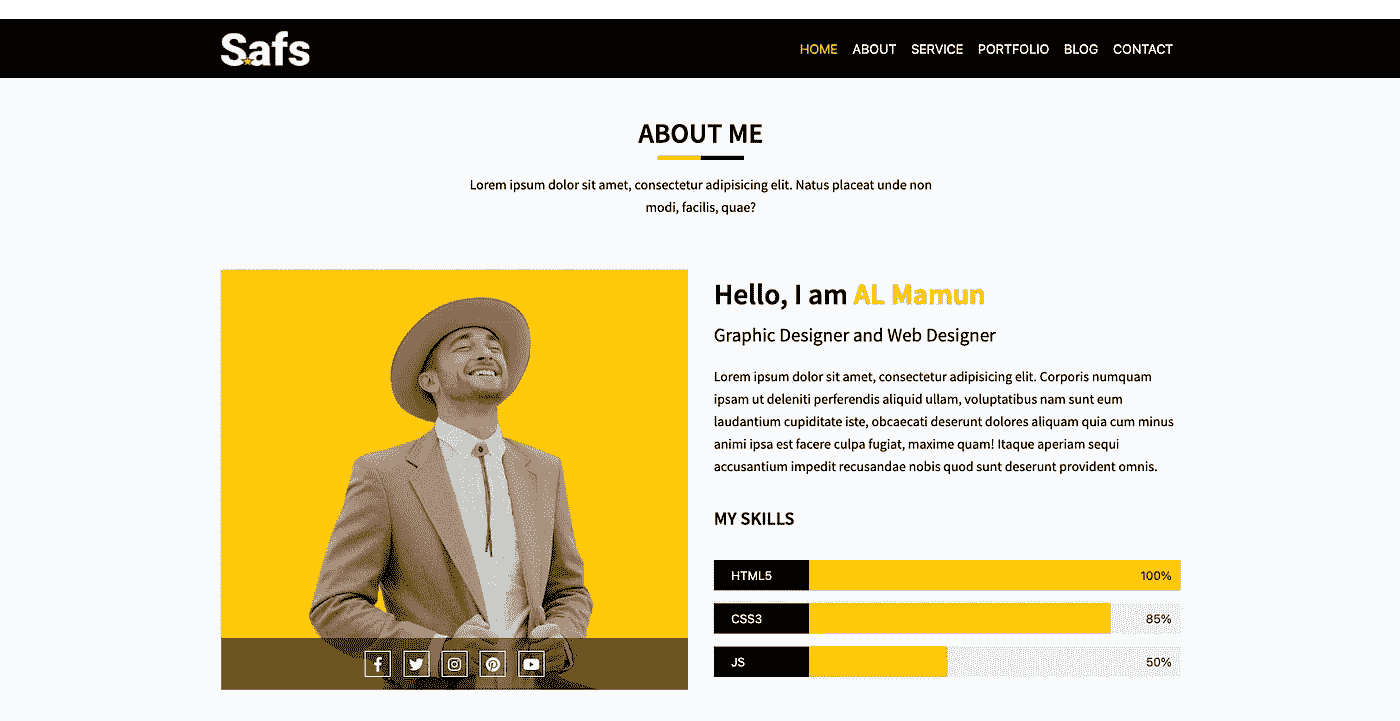 Safs
HOME ABOUT SERVICE PORTFOLIO BLOG CONTACT
ABOUT ME
Lorem ipsum dolor sit amet, consectetur adipisicing elit. Natus placeat unde non
modi, facilis, quae?
Hello, I am AL Mamun
Graphic Designer and Web Designer
Lorem ipsum dolor sit amet, consectetur adipisicing elit. Corporis numquam
ipsam ut deleniti perferendis aliquid ullam, voluptatibus nam sunt eum
laudantium cupiditate iste, obcaecati deserunt dolores aliquam quia cum minus
animi ipsa est facere culpa fugiat, maxime quam! Itaque aperiam sequi
accusantium impedit recusandae nobis quod sunt deserunt provident omnis.
MY SKILLS
HTML5 100%
CSS3 85%
JS 50%